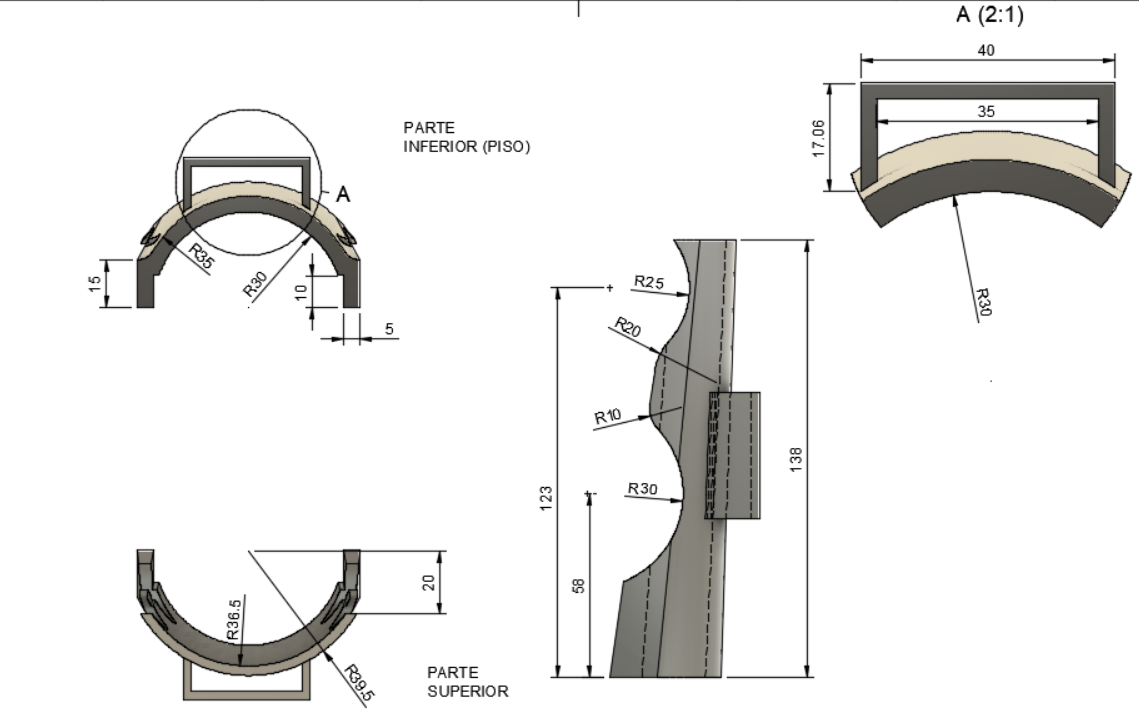 A (2:1)
40
35
17.06
R30
PARTE
INFERIOR (PISO)
A
R35
R30
15
10
5
R25
R20
R10
R30
123
58
138
20
R36.5
R39.5
PARTE
SUPERIOR